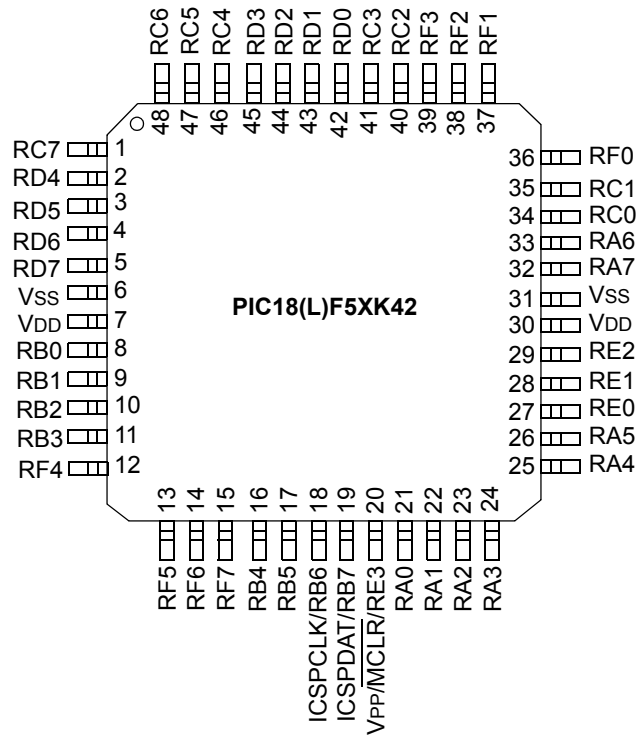 RC6 RC5 RC4 RD3 RD2 RD1 RD0 RC3 RC2 RF3 RF2 RF1
48 47 46 45 44 43 42 41 40 39 38 37
RC7 1 36 RF0
RD4 2 35 RC1
RD5 3 34 RC0
RD6 4 33 RA6
RD7 5 32 RA7
VSS 6 31 VSS
VDD 7 30 VDD
PIC18(L)F5XK42
RB0 8 29 RE2
RB1 9 28 RE1
RB2 10 27 RE0
RB3 11 26 RA5
RF4 12 25 RA4
13 14 15 16 17 18 19 20 21 22 23 24
RF5 RF6 RF7 RB4 RB5 ICSPCLK/RB6 ICSPDAT/RB7 VPP/MCLR/RE3 RA0 RA1 RA2 RA3